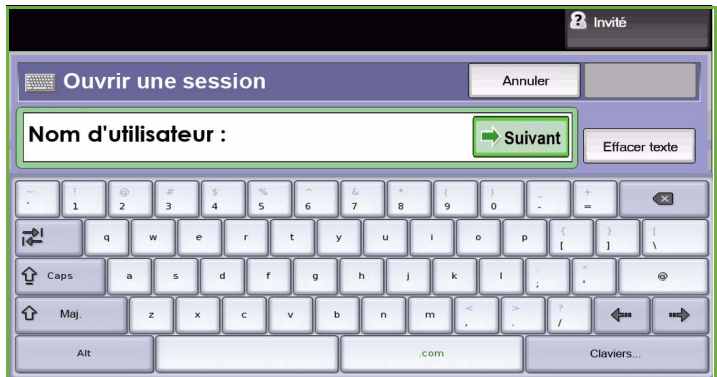 Invité
Ouvrir une session Annuler
Nom d'utilisateur : Suivant Effacer texte
~ ! @ # $ % ^ & * ( ) _ +
` 1 2 3 4 5 6 7 8 9 0 - =
q w e r t y u i o p { [ } ] | \
Caps a s d f g h j k l : ; " ' @
Maj. z x c v b n m < , > . ? /
Alt .com Claviers...